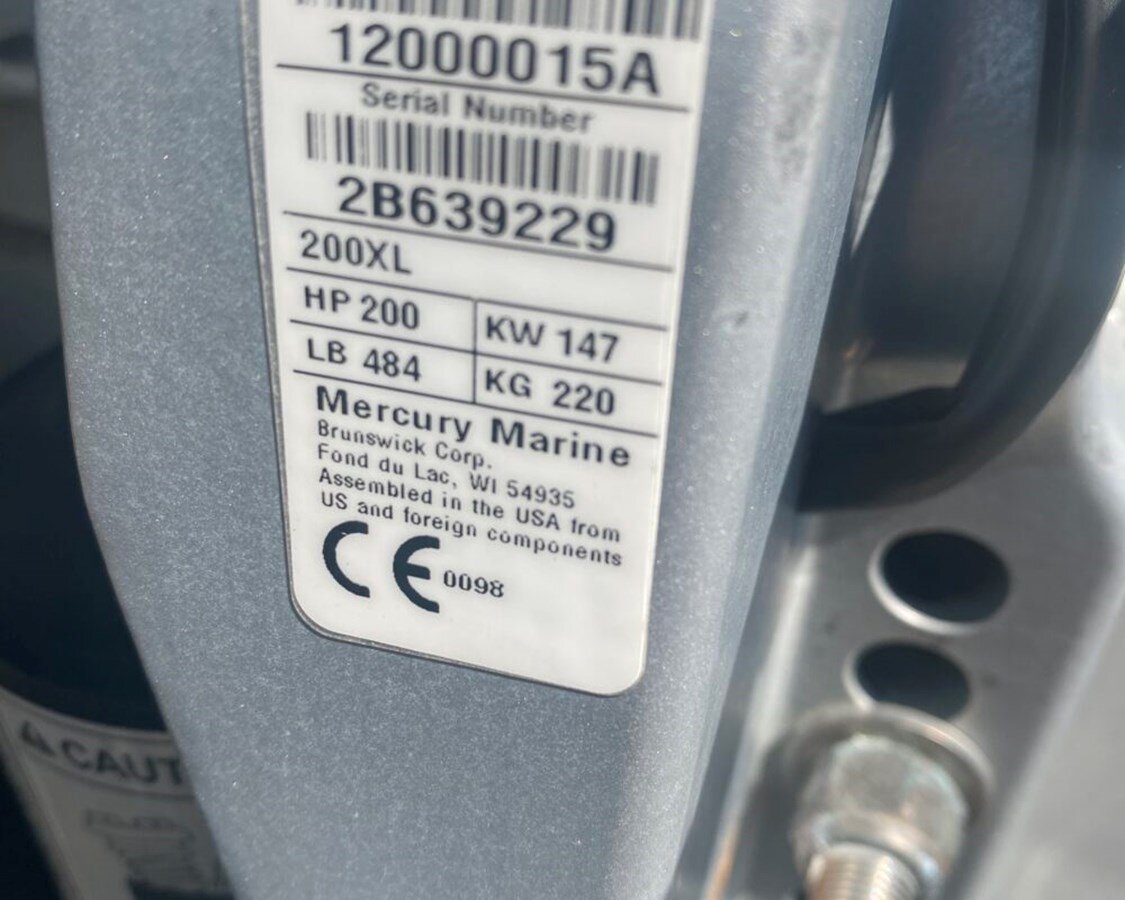 12000015A
Serial Number
2B639229
200XL
HP 200 KW 147
LB 484 KG 220
Mercury Marine
Brunswick Corp.
Fond du Lac, WI 54935
Assembled in the USA from
US and foreign components
CE 0098
CAUT